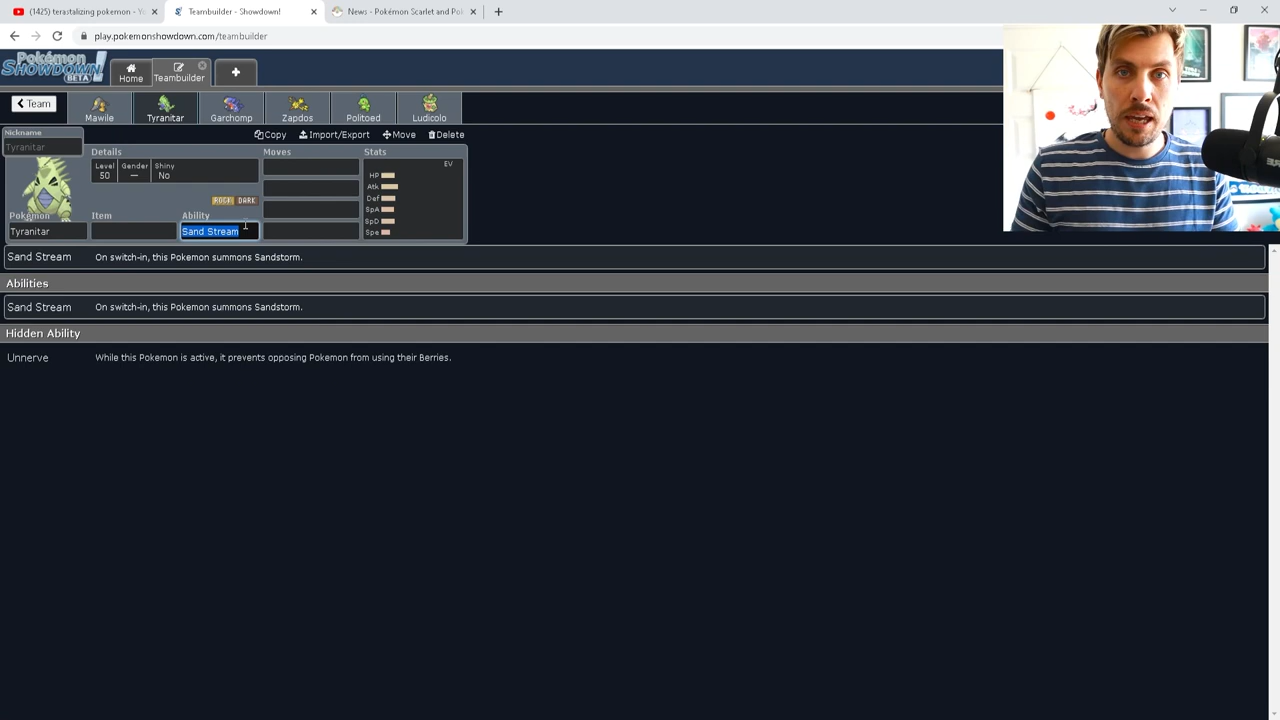 (1425) terastalizing pokemon - Y
Teambuilder - Showdown!
News - Pokémon Scarlet and Pok
play.pokemonshowdown.com/teambuilder
Pokémon
SHOWDOWN!
BETA
Home
Teambuilder
Team
Mawile
Tyranitar
Garchomp
Zapdos
Politoed
Ludicolo
Copy
Import/Export
Move
Delete
Nickname
Tyranitar
Details
Moves
Stats
Level
Gender
Shiny
50
—
No
EV
HP
Atk
Def
SpA
SpD
Spe
ROCK
DARK
Pokémon
Item
Ability
Tyranitar
Sand Stream
Sand Stream On switch-in, this Pokemon summons Sandstorm.
Abilities
Sand Stream On switch-in, this Pokemon summons Sandstorm.
Hidden Ability
Unnerve While this Pokemon is active, it prevents opposing Pokemon from using their Berries.